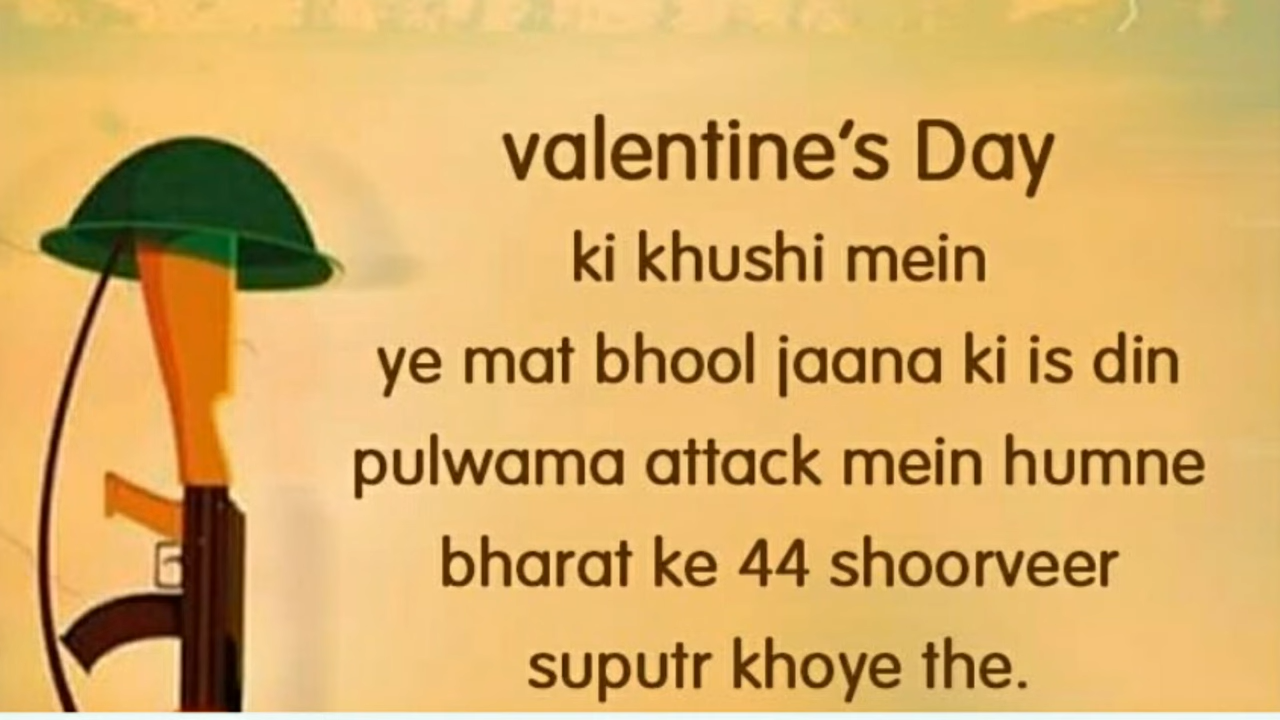 valentine's Day
ki khushi mein
ye mat bhool jaana ki is din
pulwama attack mein humne
bharat ke 44 shoorveer
suputr khoye the.